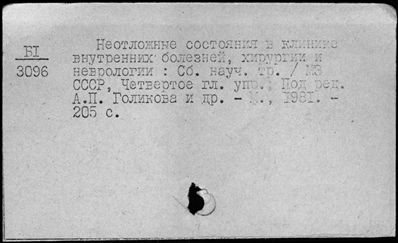 Неотложные состояния в клинике
БІ внутренних болезней, хирургии и
3096 неврологии : Сб. науч. тр. / МЗ
СССР, Четвертое гл. упр.; Под ред.
А.П. Голикова и др. - М., 1981. -
205 с.